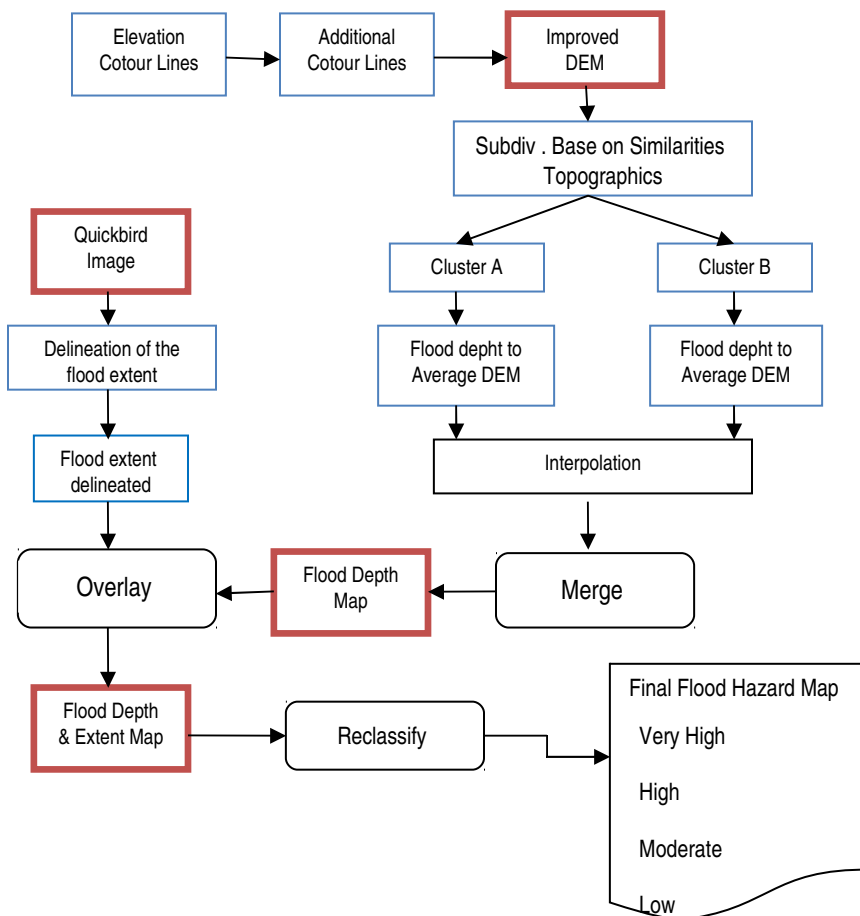 Elevation
Cotour Lines
Additional
Cotour Lines
Improved
DEM
Subdiv . Base on Similarities
Topographics
Quickbird
Image
Cluster A
Cluster B
Delineation of the
flood extent
Flood depht to
Average DEM
Flood depht to
Average DEM
Flood extent
delineated
Interpolation
Overlay
Flood Depth
Map
Merge
Flood Depth
& Extent Map
Reclassify
Final Flood Hazard Map
Very High
High
Moderate
Low